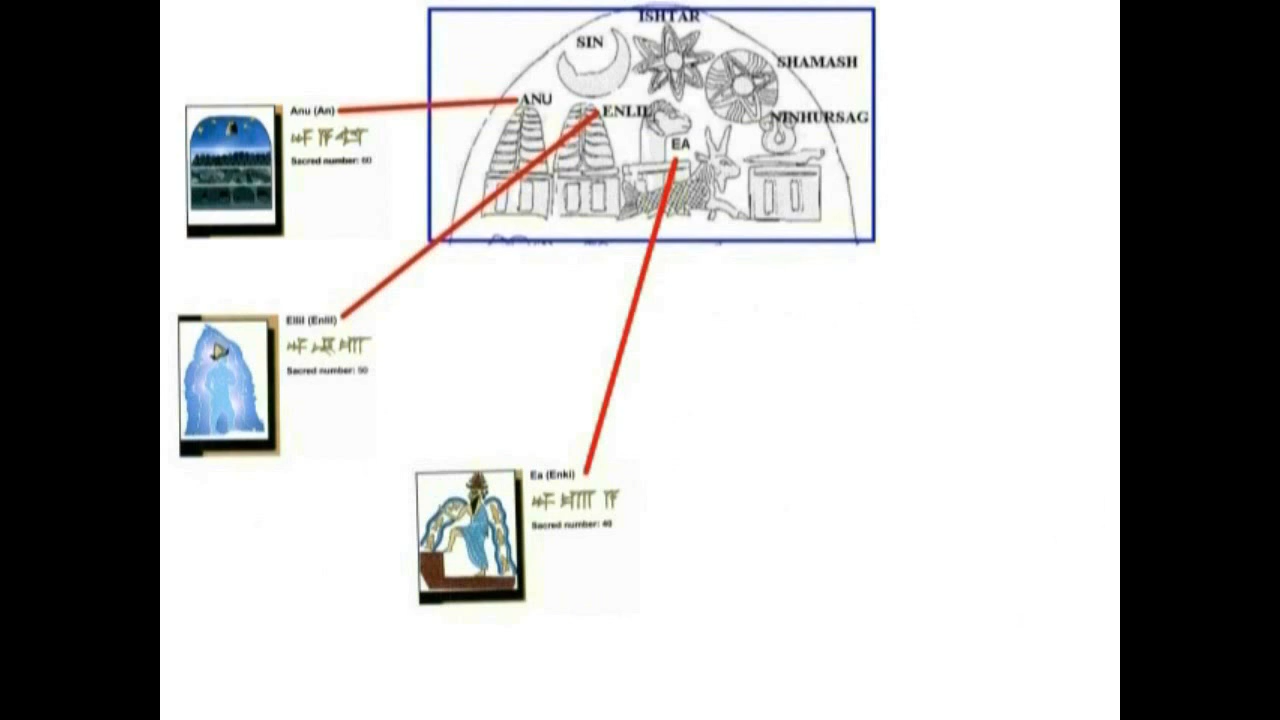 ISHTAR
SIN
SHAMASH
ANU
ENLIL
NINHURSAG
EA
Anu (An)
𒀭 𒀀 𒉡
Sacred number: 60
Ellil (Enlil)
Sacred number: 50
Ea (Enki)
𒀭 𒂍 𒀀
Sacred number: 40